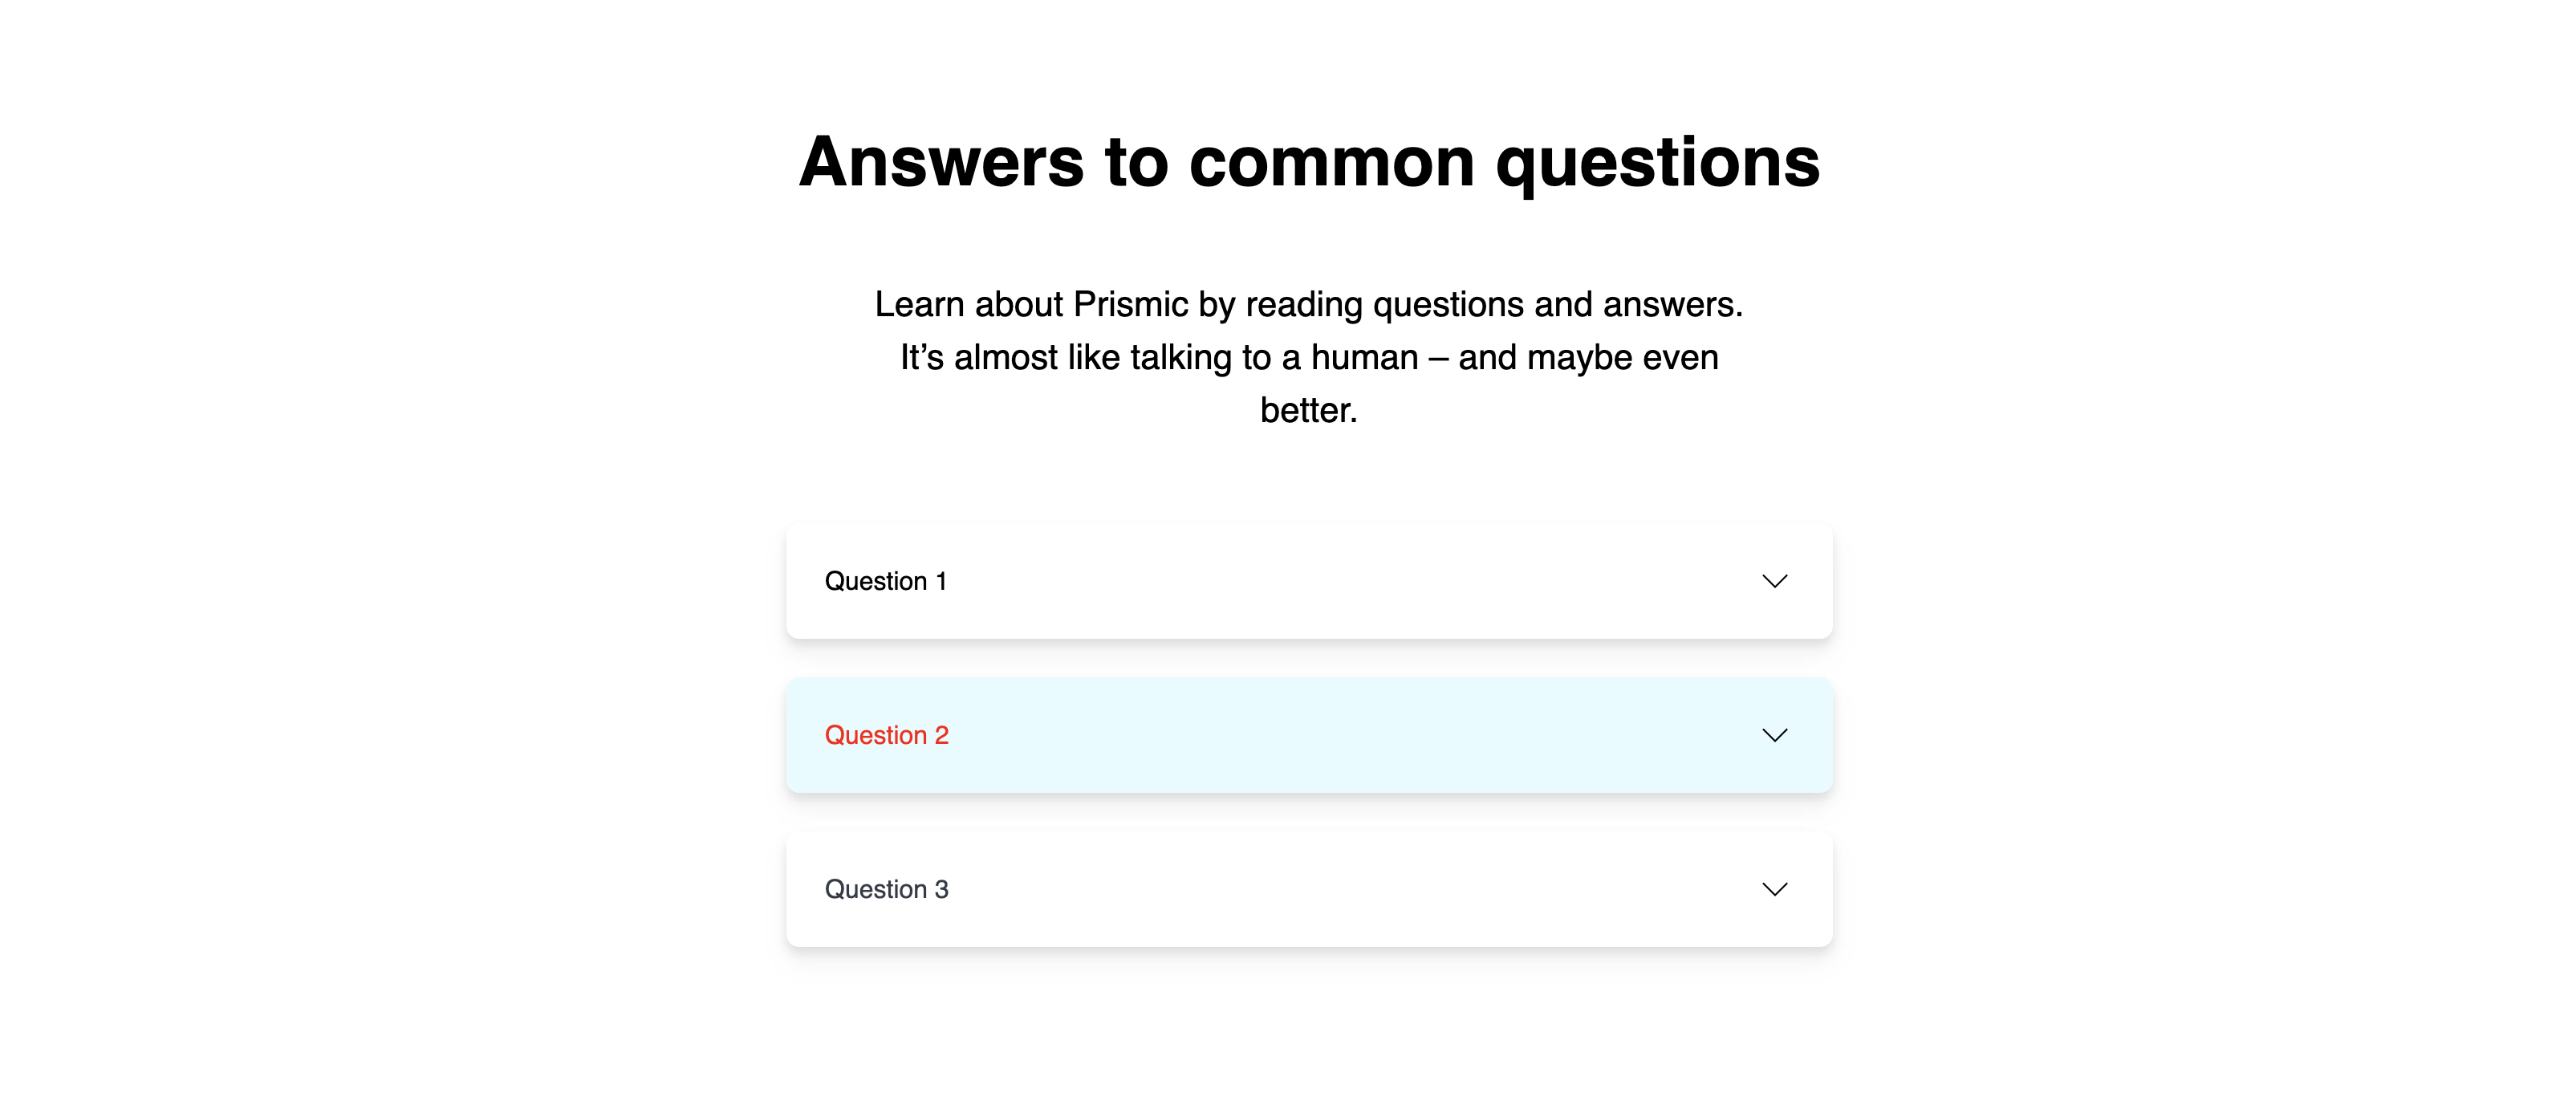 Answers to common questions
Learn about Prismic by reading questions and answers.
It’s almost like talking to a human – and maybe even
better.
Question 1
Question 2
Question 3